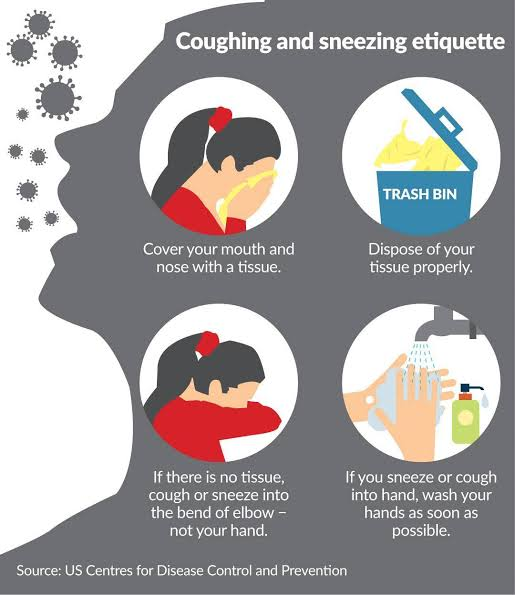 Coughing and sneezing etiquette
Cover your mouth and
nose with a tissue.
TRASH BIN
Dispose of your
tissue properly.
If there is no tissue,
cough or sneeze into
the bend of elbow –
not your hand.
If you sneeze or cough
into hand, wash your
hands as soon as
possible.
Source: US Centres for Disease Control and Prevention